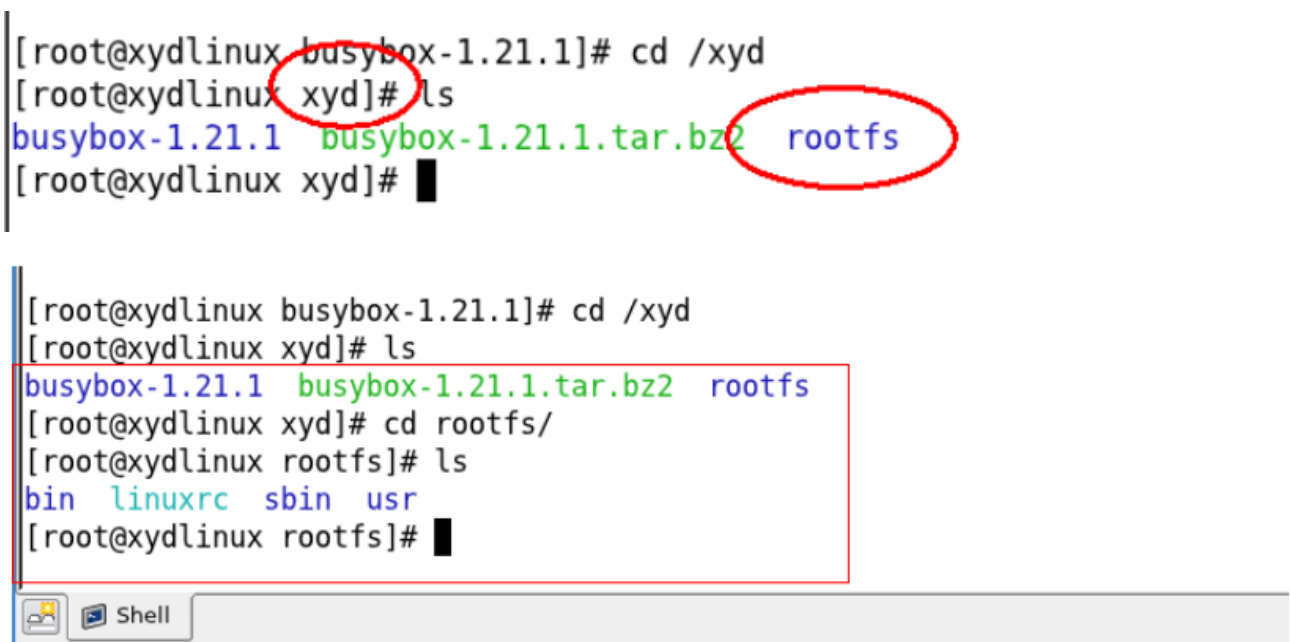 [root@xydlinux busybox-1.21.1]# cd /xyd
[root@xydlinux xyd]# ls
busybox-1.21.1  busybox-1.21.1.tar.bz2  rootfs
[root@xydlinux xyd]#
[root@xydlinux busybox-1.21.1]# cd /xyd
[root@xydlinux xyd]# ls
busybox-1.21.1  busybox-1.21.1.tar.bz2  rootfs
[root@xydlinux xyd]# cd rootfs/
[root@xydlinux rootfs]# ls
bin  linuxrc  sbin  usr
[root@xydlinux rootfs]#
Shell